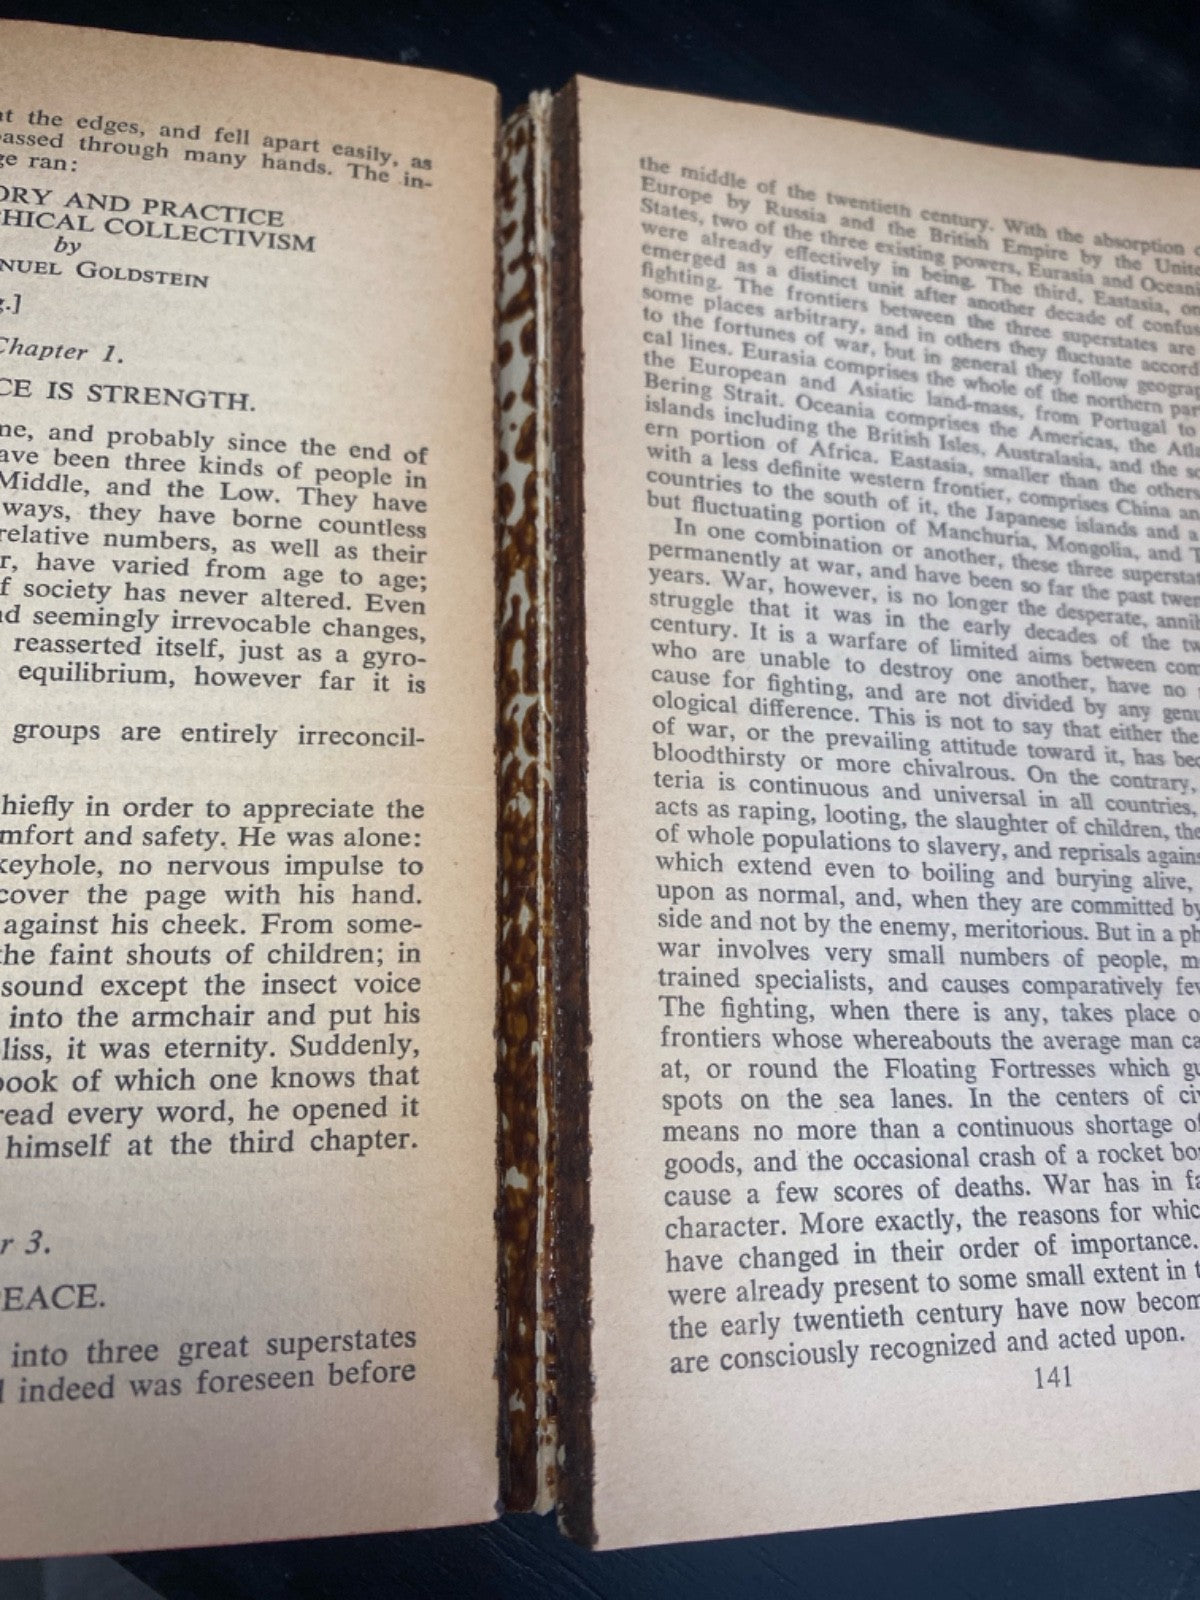 at the edges, and fell apart easily, as
passed through many hands. The in-
ge ran:
ORY AND PRACTICE
CHICAL COLLECTIVISM
by
NUEL GOLDSTEIN
g.]
Chapter 1.
CE IS STRENGTH.
me, and probably since the end of
ave been three kinds of people in
Middle, and the Low. They have
ways, they have borne countless
relative numbers, as well as their
r, have varied from age to age;
f society has never altered. Even
nd seemingly irrevocable changes,
reasserted itself, just as a gyro-
equilibrium, however far it is
groups are entirely irreconcil-
hiefly in order to appreciate the
mfort and safety. He was alone:
keyhole, no nervous impulse to
cover the page with his hand.
against his cheek. From some-
the faint shouts of children; in
sound except the insect voice
into the armchair and put his
liss, it was eternity. Suddenly,
book of which one knows that
read every word, he opened it
himself at the third chapter.
r 3.
PEACE.
into three great superstates
d indeed was foreseen before
the middle of the twentieth century. With the absorption o
Europe by Russia and the British Empire by the Unite
States, two of the three existing powers, Eurasia and Oceani
were already effectively in being. The third, Eastasia, on
emerged as a distinct unit after another decade of confus
fighting. The frontiers between the three superstates are
some places arbitrary, and in others they fluctuate accord
to the fortunes of war, but in general they follow geogra
cal lines. Eurasia comprises the whole of the northern par
the European and Asiatic land-mass, from Portugal to
Bering Strait. Oceania comprises the Americas, the Atla
islands including the British Isles, Australasia, and the so
ern portion of Africa. Eastasia, smaller than the others
with a less definite western frontier, comprises China an
countries to the south of it, the Japanese islands and a
but fluctuating portion of Manchuria, Mongolia, and T
In one combination or another, these three superstat
permanently at war, and have been so far the past twen
years. War, however, is no longer the desperate, annih
struggle that it was in the early decades of the tw
century. It is a warfare of limited aims between com
who are unable to destroy one another, have no
cause for fighting, and are not divided by any genu
ological difference. This is not to say that either the
of war, or the prevailing attitude toward it, has bec
bloodthirsty or more chivalrous. On the contrary,
teria is continuous and universal in all countries,
acts as raping, looting, the slaughter of children, the
of whole populations to slavery, and reprisals agains
which extend even to boiling and burying alive,
upon as normal, and, when they are committed by
side and not by the enemy, meritorious. But in a ph
war involves very small numbers of people, m
trained specialists, and causes comparatively few
The fighting, when there is any, takes place o
frontiers whose whereabouts the average man ca
at, or round the Floating Fortresses which gu
spots on the sea lanes. In the centers of civ
means no more than a continuous shortage of
goods, and the occasional crash of a rocket bo
cause a few scores of deaths. War has in fa
character. More exactly, the reasons for whic
have changed in their order of importance.
were already present to some small extent in t
the early twentieth century have now becom
are consciously recognized and acted upon.
141